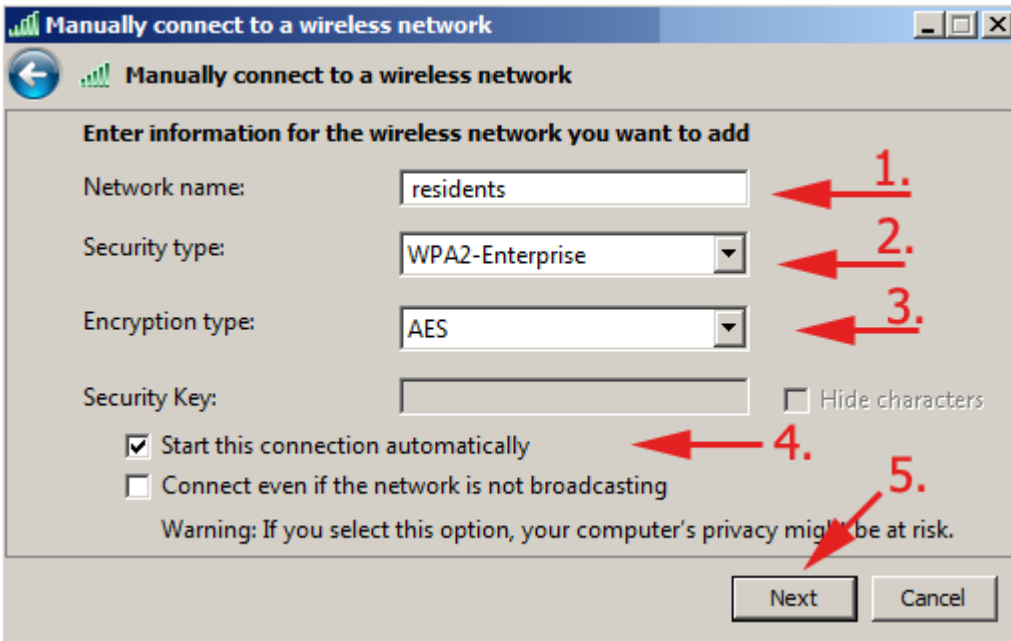 Manually connect to a wireless network
Manually connect to a wireless network
Enter information for the wireless network you want to add
Network name: residents 1.
Security type: WPA2-Enterprise 2.
Encryption type: AES 3.
Security Key: Hide characters
Start this connection automatically 4.
Connect even if the network is not broadcasting 5.
Warning: If you select this option, your computer's privacy might be at risk.
Next Cancel